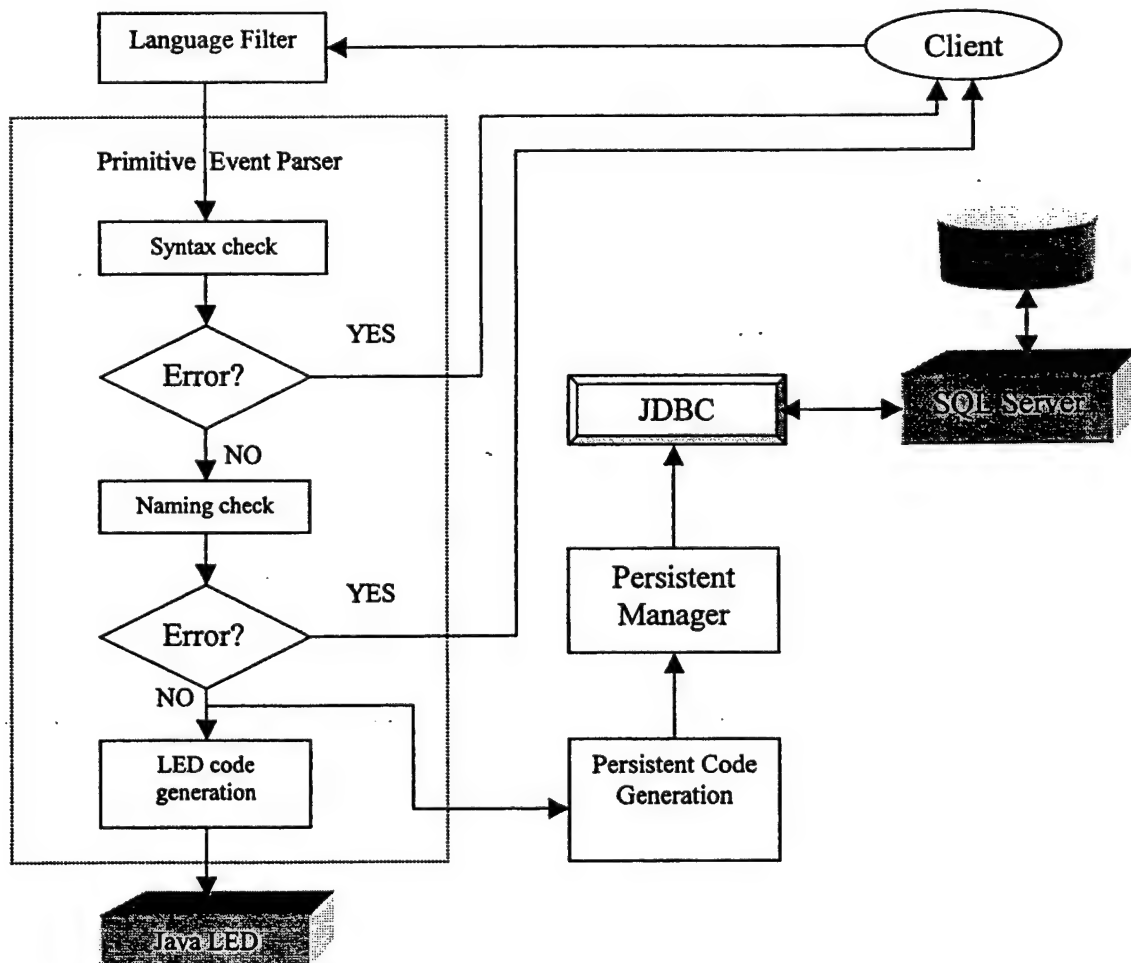 Language Filter
Client
Primitive Event Parser
Syntax check
YES
Error?
NO
Naming check
YES
Error?
NO
LED code
generation
Java LED
JDBC
SQL Server
Persistent
Manager
Persistent Code
Generation